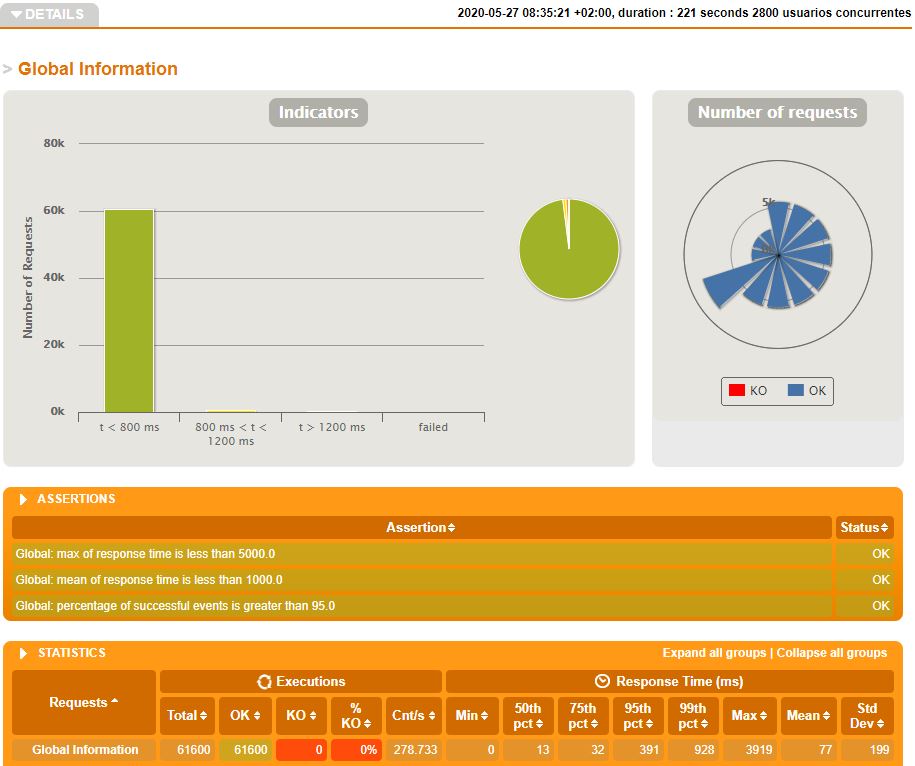 DETAILS
2020-05-27 08:35:21 +02:00, duration : 221 seconds 2800 usuarios concurrentes
> Global Information
Indicators
Number of Requests
80k
60k
40k
20k
0k
t < 800 ms
800 ms < t <
1200 ms
t > 1200 ms
failed
Number of requests
5k
KO
OK
ASSERTIONS
Assertion
Status
Global: max of response time is less than 5000.0
OK
Global: mean of response time is less than 1000.0
OK
Global: percentage of successful events is greater than 95.0
OK
STATISTICS
Expand all groups | Collapse all groups
Requests
Executions
Response Time (ms)
Total
OK
KO
%
KO
Cnt/s
Min
50th
pct
75th
pct
95th
pct
99th
pct
Max
Mean
Std
Dev
Global Information
61600
61600
0
0%
278.733
0
13
32
391
928
3919
77
199